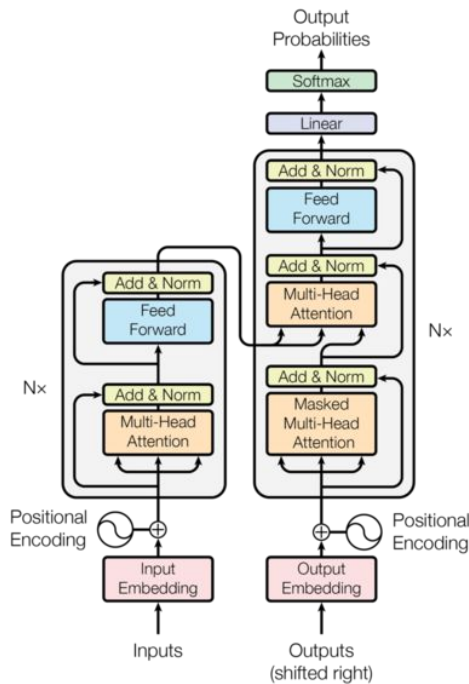 Output
Probabilities
Softmax
Linear
Add & Norm
Feed
Forward
Add & Norm
Multi-Head
Attention
Nx
Add & Norm
Masked
Multi-Head
Attention
Positional
Encoding
Output
Embedding
Outputs
(shifted right)
Add & Norm
Feed
Forward
Nx
Add & Norm
Multi-Head
Attention
Positional
Encoding
Input
Embedding
Inputs